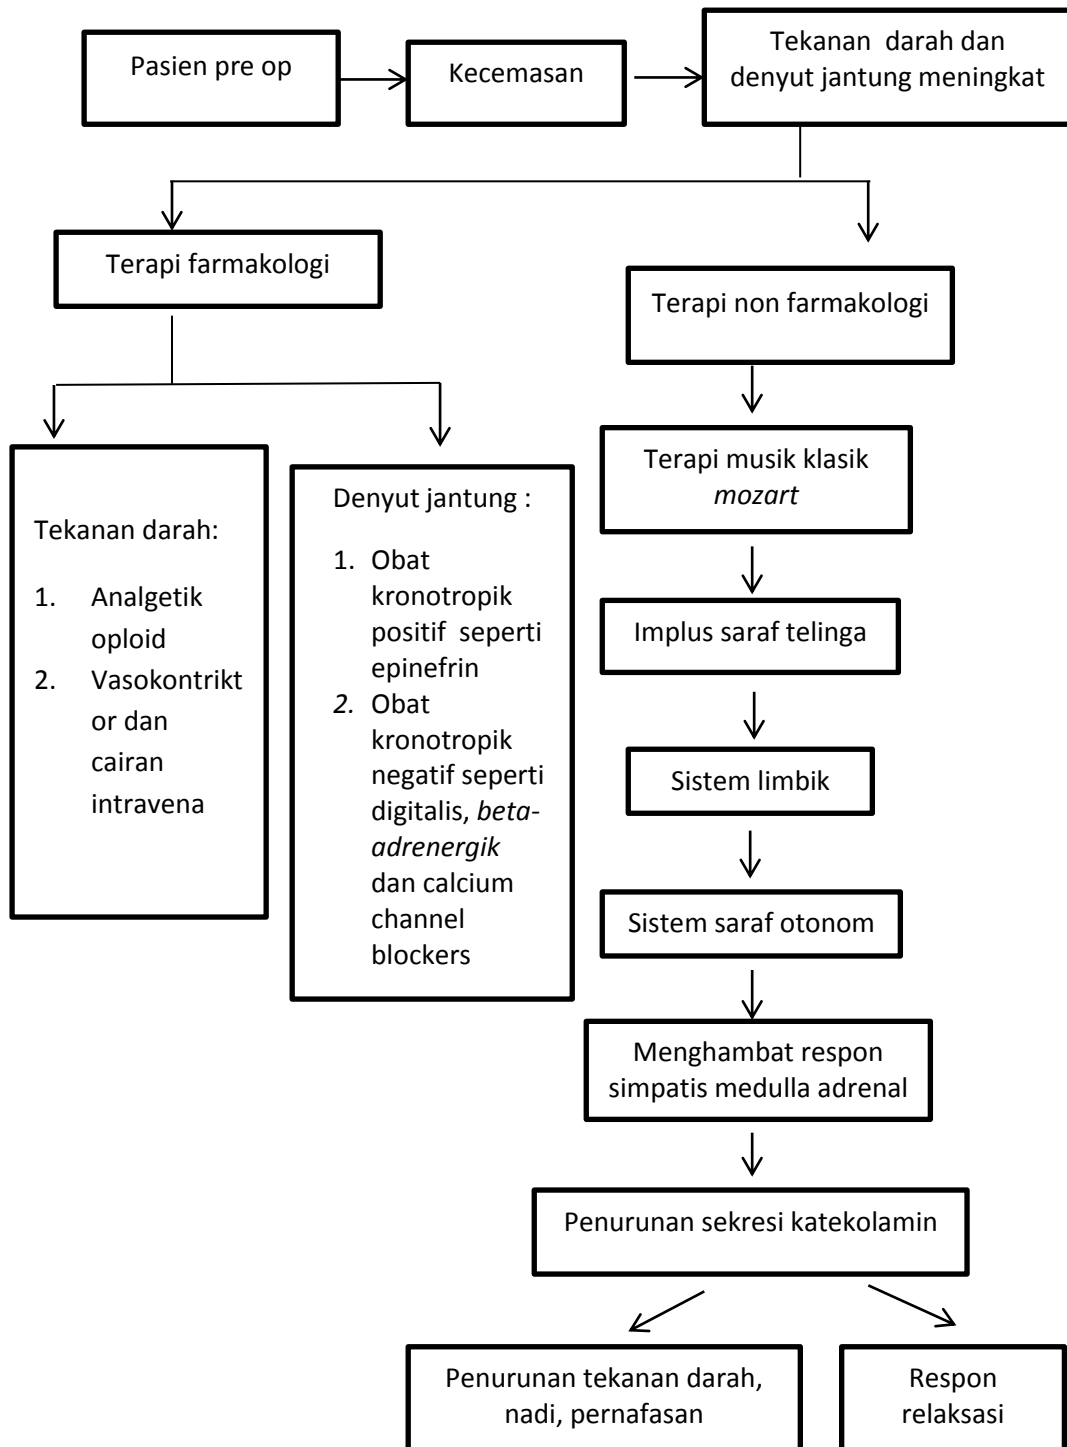 Pasien pre op
Kecemasan
Tekanan darah dan
denyut jantung meningkat
Terapi farmakologi
Terapi non farmakologi
Tekanan darah:
1. Analgetik
oploid
2. Vasokontrikt
or dan
cairan
intravena
Denyut jantung :
1. Obat
kronotropik
positif seperti
epinefrin
2. Obat
kronotropik
negatif seperti
digitalis, beta-
adrenergik
dan calcium
channel
blockers
Terapi musik klasik
mozart
Implus saraf telinga
Sistem limbik
Sistem saraf otonom
Menghambat respon
simpatis medulla adrenal
Penurunan sekresi katekolamin
Penurunan tekanan darah,
nadi, pernafasan
Respon
relaksasi